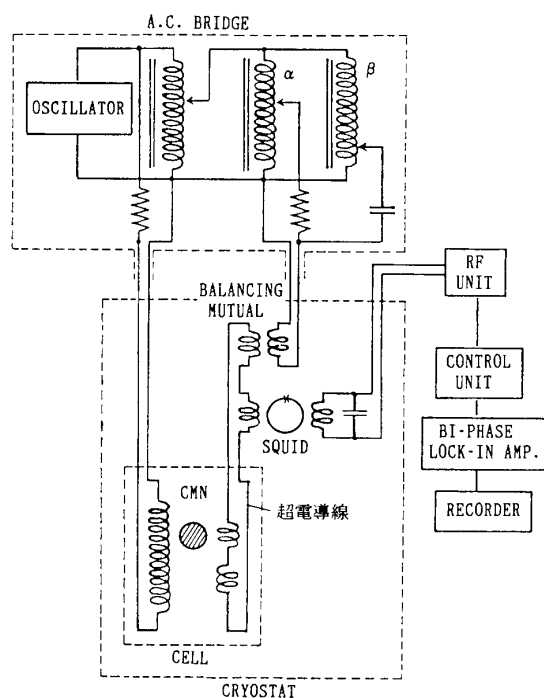 A.C. BRIDGE
OSCILLATOR
α
β
BALANCING
MUTUAL
RF
UNIT
CONTROL
UNIT
SQUID
BI-PHASE
LOCK-IN AMP.
CMN
超電導線
RECORDER
CELL
CRYOSTAT